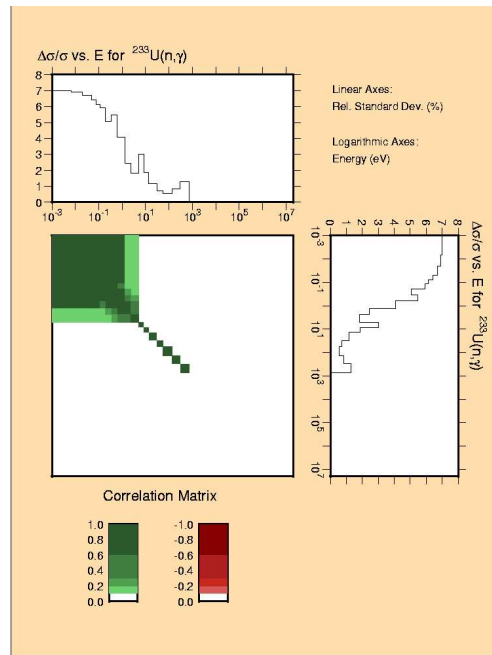 Δσ/σ vs. E for ²³³U(n,γ)
8
7
6
5
4
3
2
1
0
10⁻³ 10⁻¹ 10¹ 10³ 10⁵ 10⁷
Linear Axes:
Rel. Standard Dev. (%)
Logarithmic Axes:
Energy (eV)
0 1 2 3 4 5 6 7 8
10⁻³
10⁻¹
10¹
10³
10⁵
10⁷
Δσ/σ vs. E for ²³³U(n,γ)
Correlation Matrix
1.0 -1.0
0.8 -0.8
0.6 -0.6
0.4 -0.4
0.2 -0.2
0.0 0.0